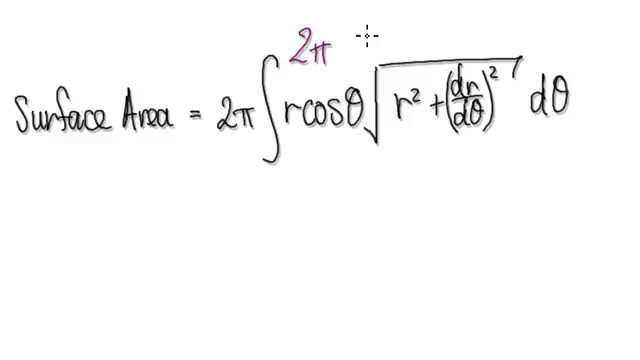 2π
Surface Area = 2π ∫ rcosθ √(r² + (dr/dθ)²) dθ